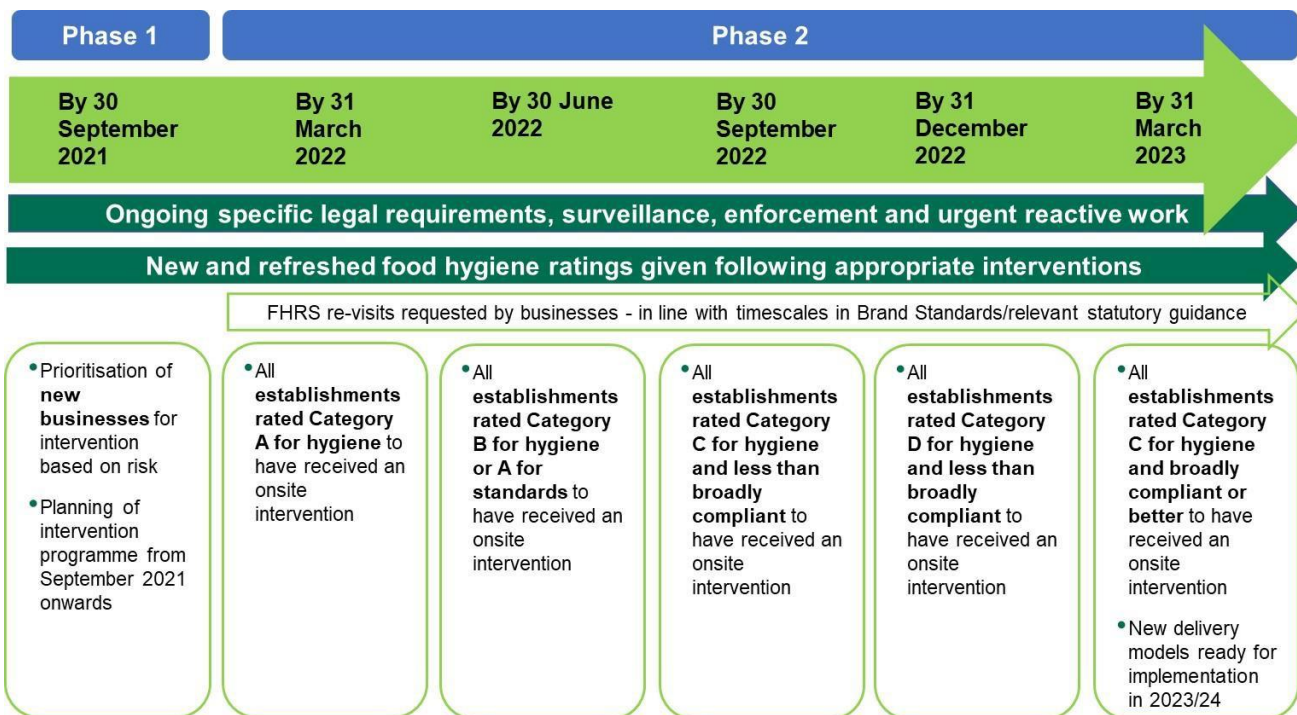 Phase 1
Phase 2
By 30
September
2021
By 31
March
2022
By 30 June
2022
By 30
September
2022
By 31
December
2022
By 31
March
2023
Ongoing specific legal requirements, surveillance, enforcement and urgent reactive work
New and refreshed food hygiene ratings given following appropriate interventions
FHRS re-visits requested by businesses - in line with timescales in Brand Standards/relevant statutory guidance
•Prioritisation of
new
businesses for
intervention
based on risk
•Planning of
intervention
programme from
September 2021
onwards
•All
establishments
rated Category
A for hygiene to
have received an
onsite
intervention
•All
establishments
rated Category
B for hygiene
or A for
standards to
have received an
onsite
intervention
•All
establishments
rated Category
C for hygiene
and less than
broadly
compliant to
have received an
onsite
intervention
•All
establishments
rated Category
D for hygiene
and less than
broadly
compliant to
have received an
onsite
intervention
•All
establishments
rated Category
C for hygiene
and broadly
compliant or
better to have
received an
onsite
intervention
•New delivery
models ready for
implementation
in 2023/24